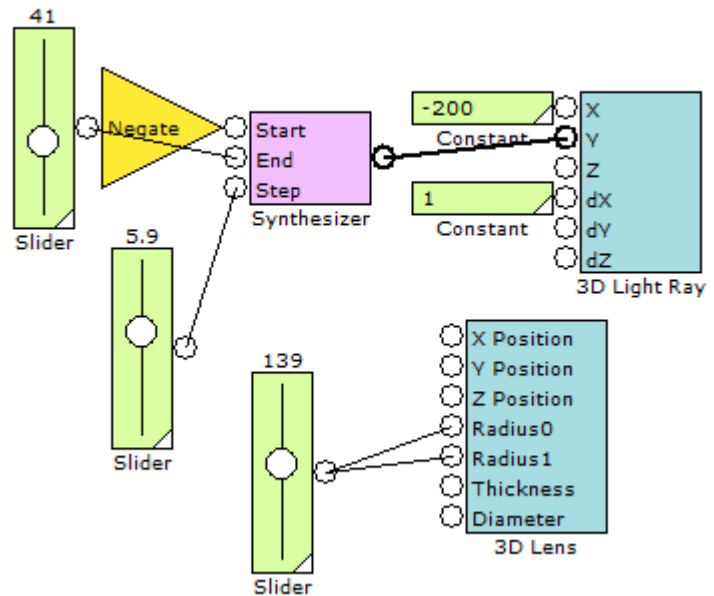 41
Negate
Start
End
Step
Synthesizer
Slider
-200
Constant
1
Constant
X
Y
Z
dX
dY
dZ
3D Light Ray
5.9
Slider
139
Slider
X Position
Y Position
Z Position
Radius0
Radius1
Thickness
Diameter
3D Lens